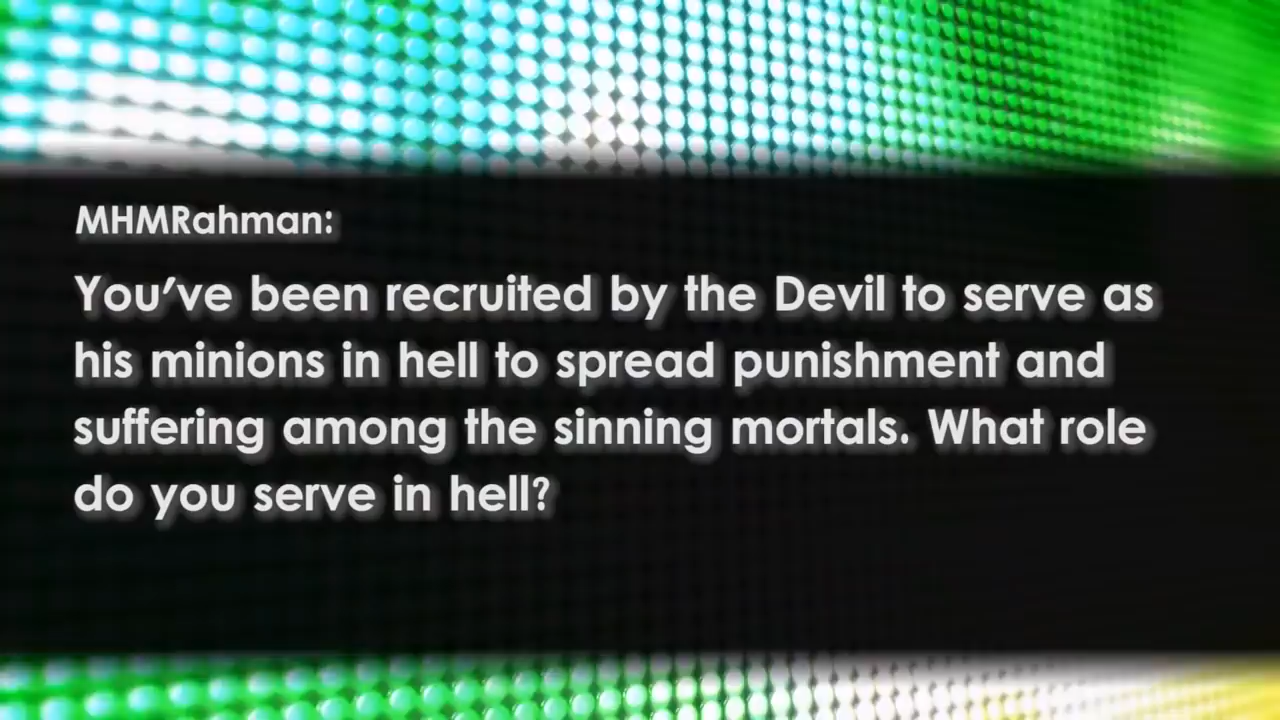 MHMRahman:
You've been recruited by the Devil to serve as
his minions in hell to spread punishment and
suffering among the sinning mortals. What role
do you serve in hell?